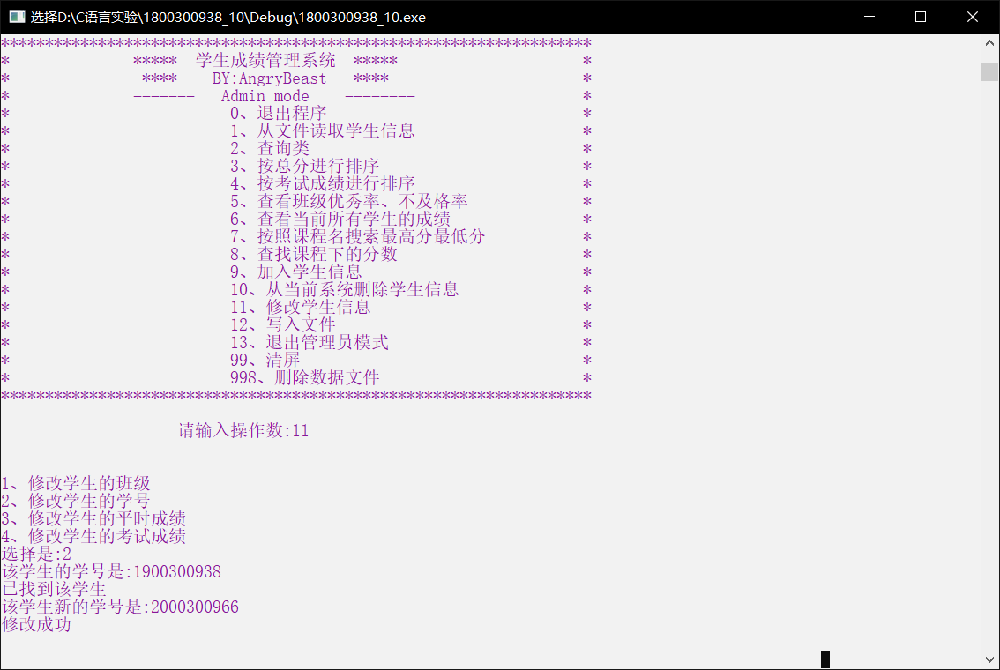 选择D:\C语言实验\1800300938_10\Debug\1800300938_10.exe
*******************************************************************
* ***** 学生成绩管理系统 ***** *
* **** BY:AngryBeast **** *
* ======= Admin mode ======== *
* 0、退出程序 *
* 1、从文件读取学生信息 *
* 2、查询类 *
* 3、按总分进行排序 *
* 4、按考试成绩进行排序 *
* 5、查看班级优秀率、不及格率 *
* 6、查看当前所有学生的成绩 *
* 7、按照课程名搜索最高分最低分 *
* 8、查找课程下的分数 *
* 9、加入学生信息 *
* 10、从当前系统删除学生信息 *
* 11、修改学生信息 *
* 12、写入文件 *
* 13、退出管理员模式 *
* 99、清屏 *
* 998、删除数据文件 *
*******************************************************************
请输入操作数:11
1、修改学生的班级
2、修改学生的学号
3、修改学生的平时成绩
4、修改学生的考试成绩
选择是:2
该学生的学号是:1900300938
已找到该学生
该学生新的学号是:2000300966
修改成功